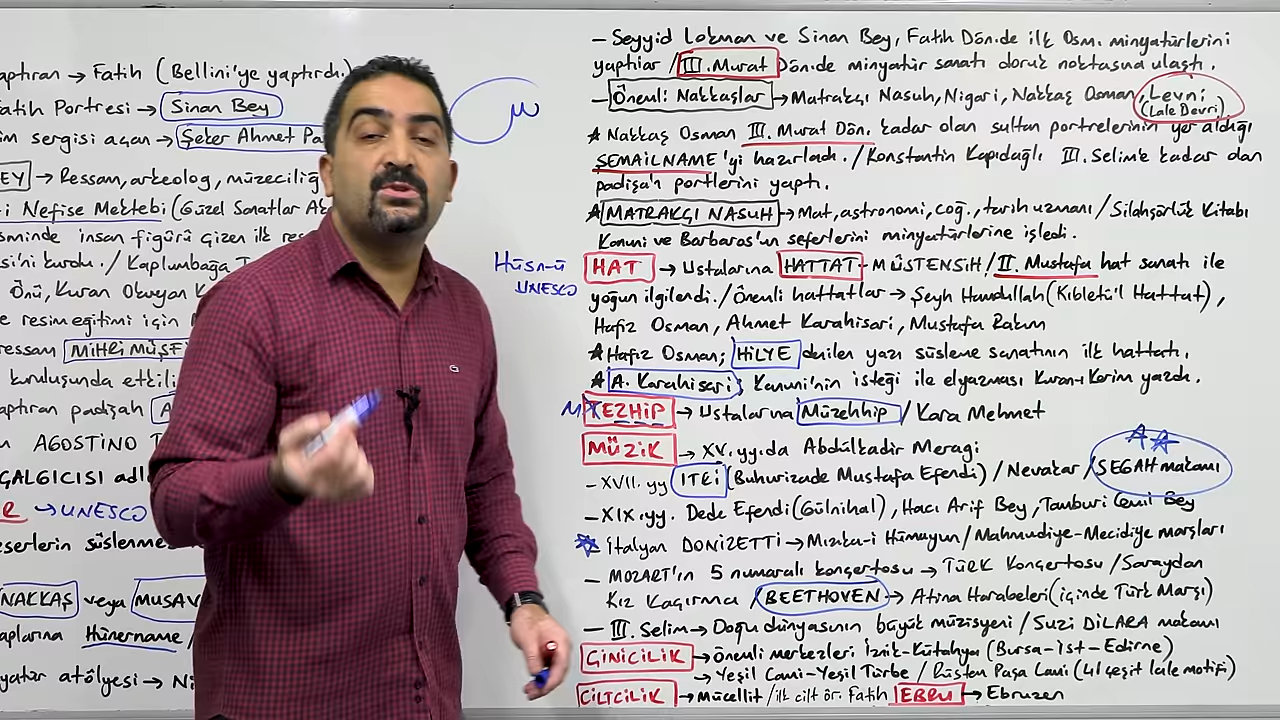 aptıran → Fatih (Bellini'ye yaptırdı.)
Fatih Portresi → Sinan Bey
im sergisi açan → Şeker Ahmet Pa
EY → Ressam, arkeolog, müzeciliğ
-i Nefise Mektebi (Güzel Sanatlar Ak
sminde insan figürü çizen ilk res
si'ni kurdu. / Kaplumbağa T
Önü, Kuran Okuyan K
e resim eğitimi için
ressam MİHRİ MÜŞFİ
kuruluşunda etkili
aptıran padişah A
m AGOSTINO T
ÇALGICISI adl
R → UNESCO
eserlerin süslenmes
NAKKAŞ veya MUSAV
aplarına Hünername /
yatür atölyesi → Ni
– Seyyid Lokman ve Sinan Bey, Fatih Dön.de ilk Osm. minyatürlerini
yaptılar / III. Murat Dön.de minyatür sanatı doruk noktasına ulaştı.
– Önemli Nakkaşlar → Matrakçı Nasuh, Nigari, Nakkaş Osman, Levni
(Lale Devri)
★ Nakkaş Osman III. Murat Dön. kadar olan sultan portrelerinin yer aldığı
ŞEMAİLNAME'yi hazırladı. / Konstantin Kapıdağlı III. Selim'e kadar olan
padişah portlerini yaptı.
★ MATRAKÇI NASUH → Mat, astronomi, coğ., tarih uzmanı / Silahşörlük Kitabı
Kanuni ve Barbaros'un seferlerini minyatürlerine işledi.
Hüsn-ü
UNESCO
HAT → Ustalarına HATTAT - MÜSTENSİH / II. Mustafa hat sanatı ile
yoğun ilgilendi. / Önemli hattatlar → Şeyh Hamdullah (Kıbletü'l Hattat),
Hafız Osman, Ahmet Karahisari, Mustafa Rakım
★ Hafız Osman; HİLYE denilen yazı süsleme sanatının ilk hattatı.
★ A. Karahisari; Kanuni'nin isteği ile elyazması Kuran-ı Kerim yazdı.
TEZHİP → Ustalarına Müzehhip / Kara Mehmet
MÜZİK → XV. yy.da Abdülkadir Meragi
– XVII. yy ITRİ (Buhurizade Mustafa Efendi) / Nevakar / SEGAH makamı
– XIX. yy. Dede Efendi (Gülnihal), Hacı Arif Bey, Tamburi Cemil Bey
★ İtalyan DONİZETTİ → Mızıka-i Hümayun / Mahmudiye-Mecidiye marşları
– MOZART'ın 5 numaralı konçertosu → TÜRK Konçertosu / Saraydan
Kız Kaçırma / BEETHOVEN → Atina Harabeleri (içinde Türk Marşı)
– III. Selim → Doğu dünyasının büyük müzisyeni / Suzi DİLARA makamı
ÇİNİCİLİK → Önemli merkezleri İznik-Kütahya (Bursa-İst-Edirne)
→ Yeşil Cami-Yeşil Türbe / Rüstem Paşa Cami (41 çeşit lale motifi)
CİLTCİLİK → Mücellit / ilk cilt ör. Fatih EBRU → Ebruzen